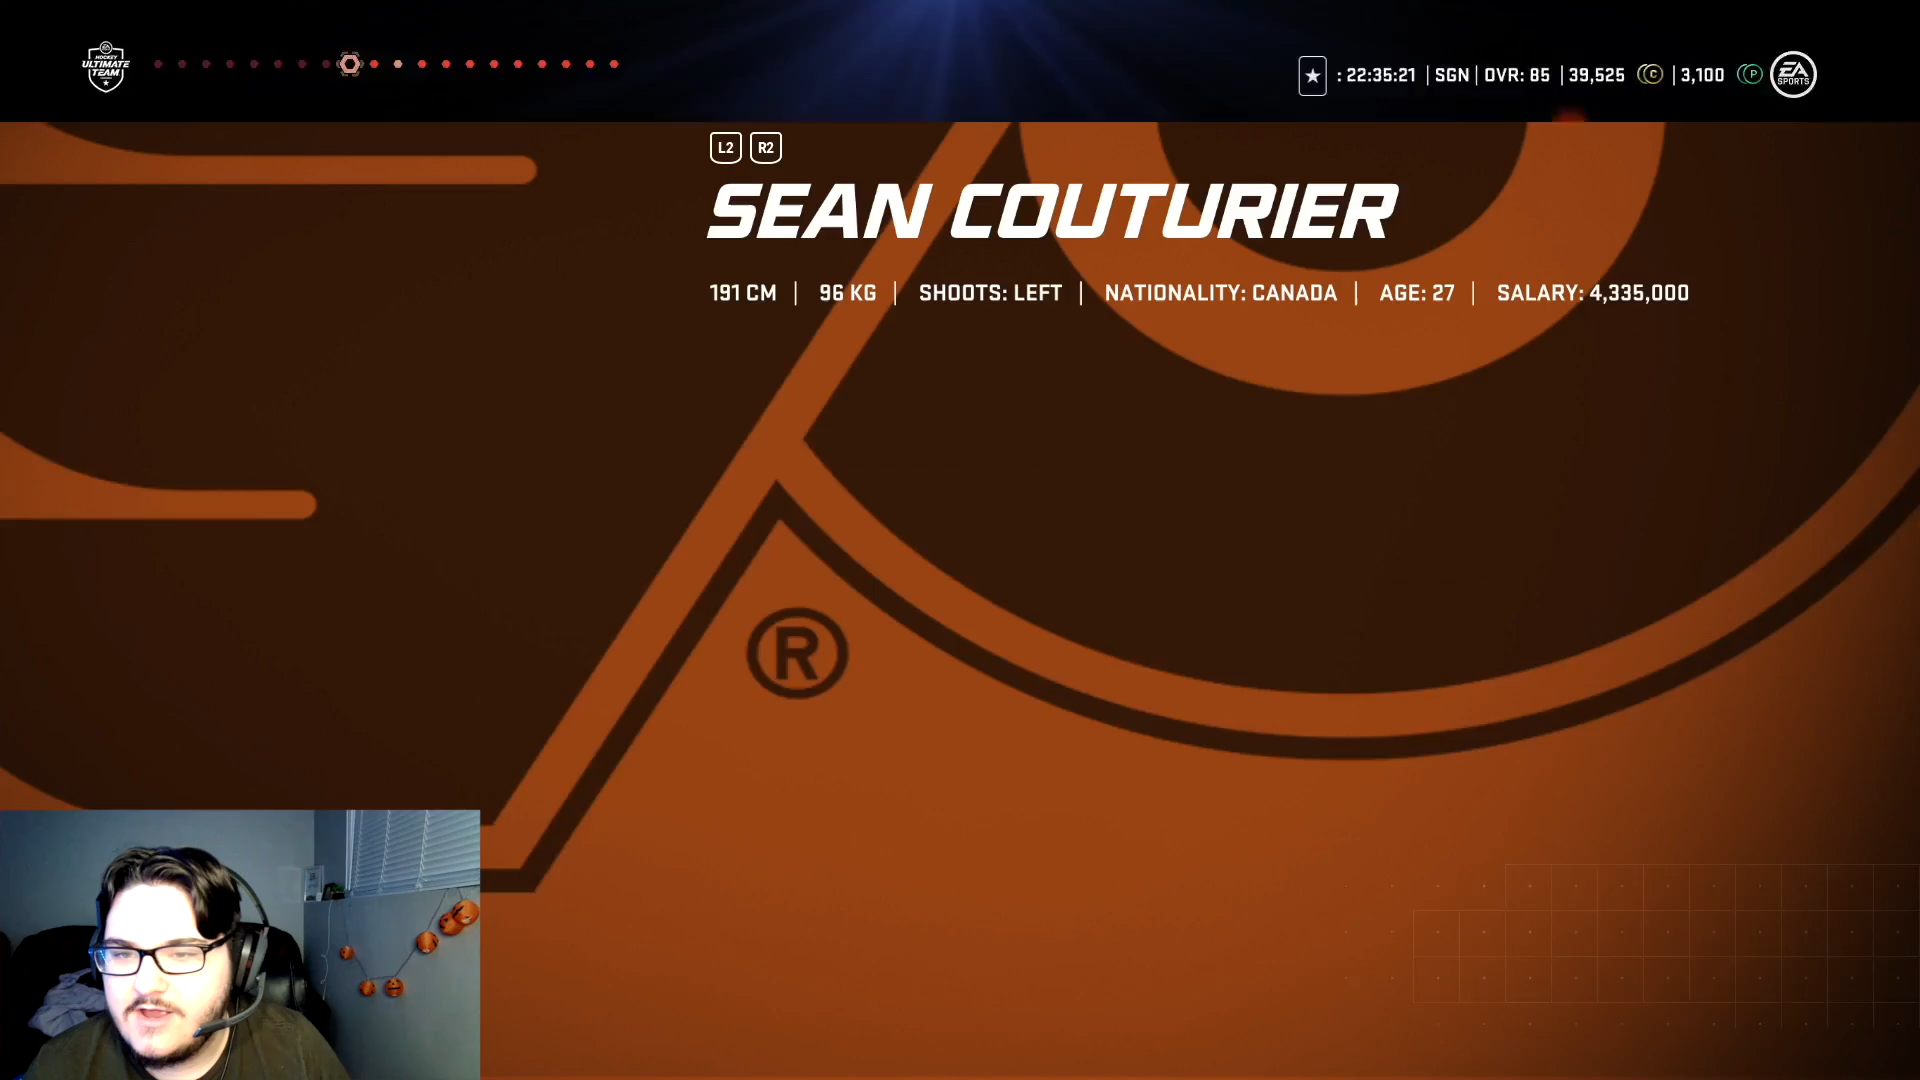 HOCKEY
ULTIMATE
TEAM
: 22:35:21 | SGN | OVR: 85 | 39,525 C | 3,100 P
EA
SPORTS
L2 R2
SEAN COUTURIER
191 CM | 96 KG | SHOOTS: LEFT | NATIONALITY: CANADA | AGE: 27 | SALARY: 4,335,000
®